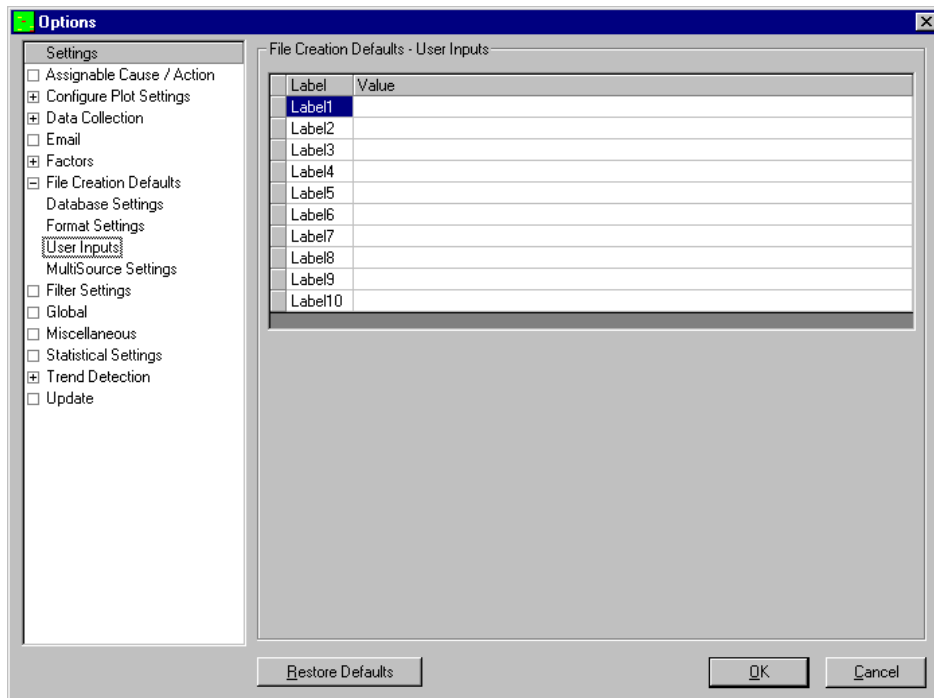 Options
Settings
Assignable Cause / Action
Configure Plot Settings
Data Collection
Email
Factors
File Creation Defaults
Database Settings
Format Settings
User Inputs
MultiSource Settings
Filter Settings
Global
Miscellaneous
Statistical Settings
Trend Detection
Update
File Creation Defaults - User Inputs
Label Value
Label1
Label2
Label3
Label4
Label5
Label6
Label7
Label8
Label9
Label10
Restore Defaults
OK
Cancel